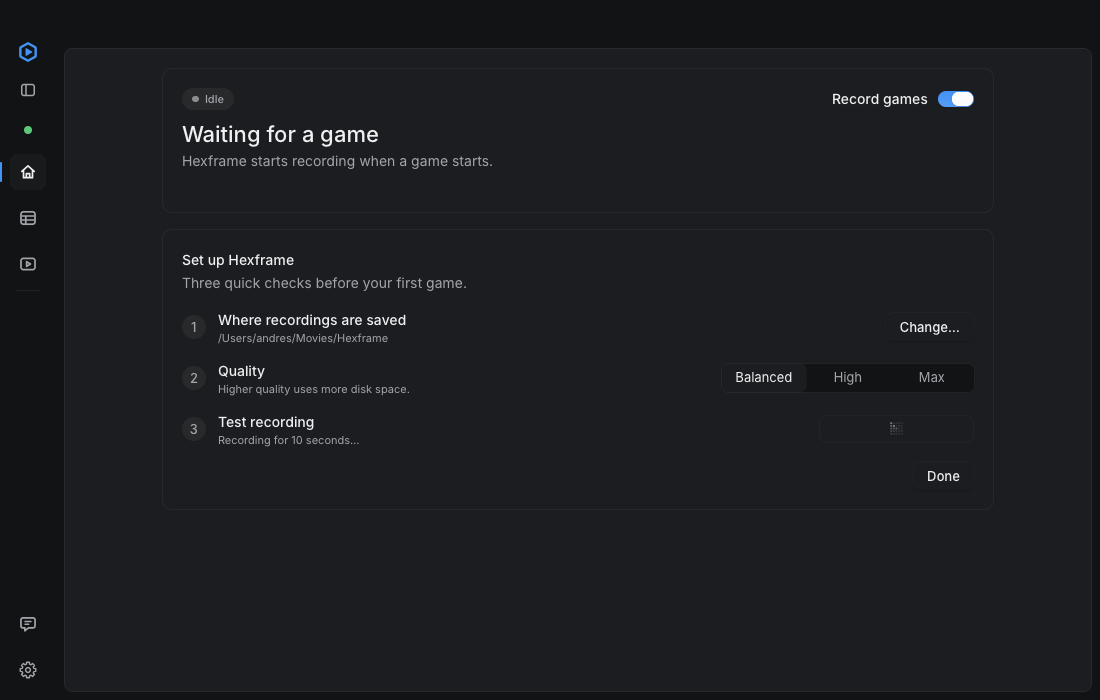 Idle
Record games
Waiting for a game
Hexframe starts recording when a game starts.
Set up Hexframe
Three quick checks before your first game.
1
Where recordings are saved
/Users/andres/Movies/Hexframe
Change...
2
Quality
Higher quality uses more disk space.
Balanced
High
Max
3
Test recording
Recording for 10 seconds...
Done